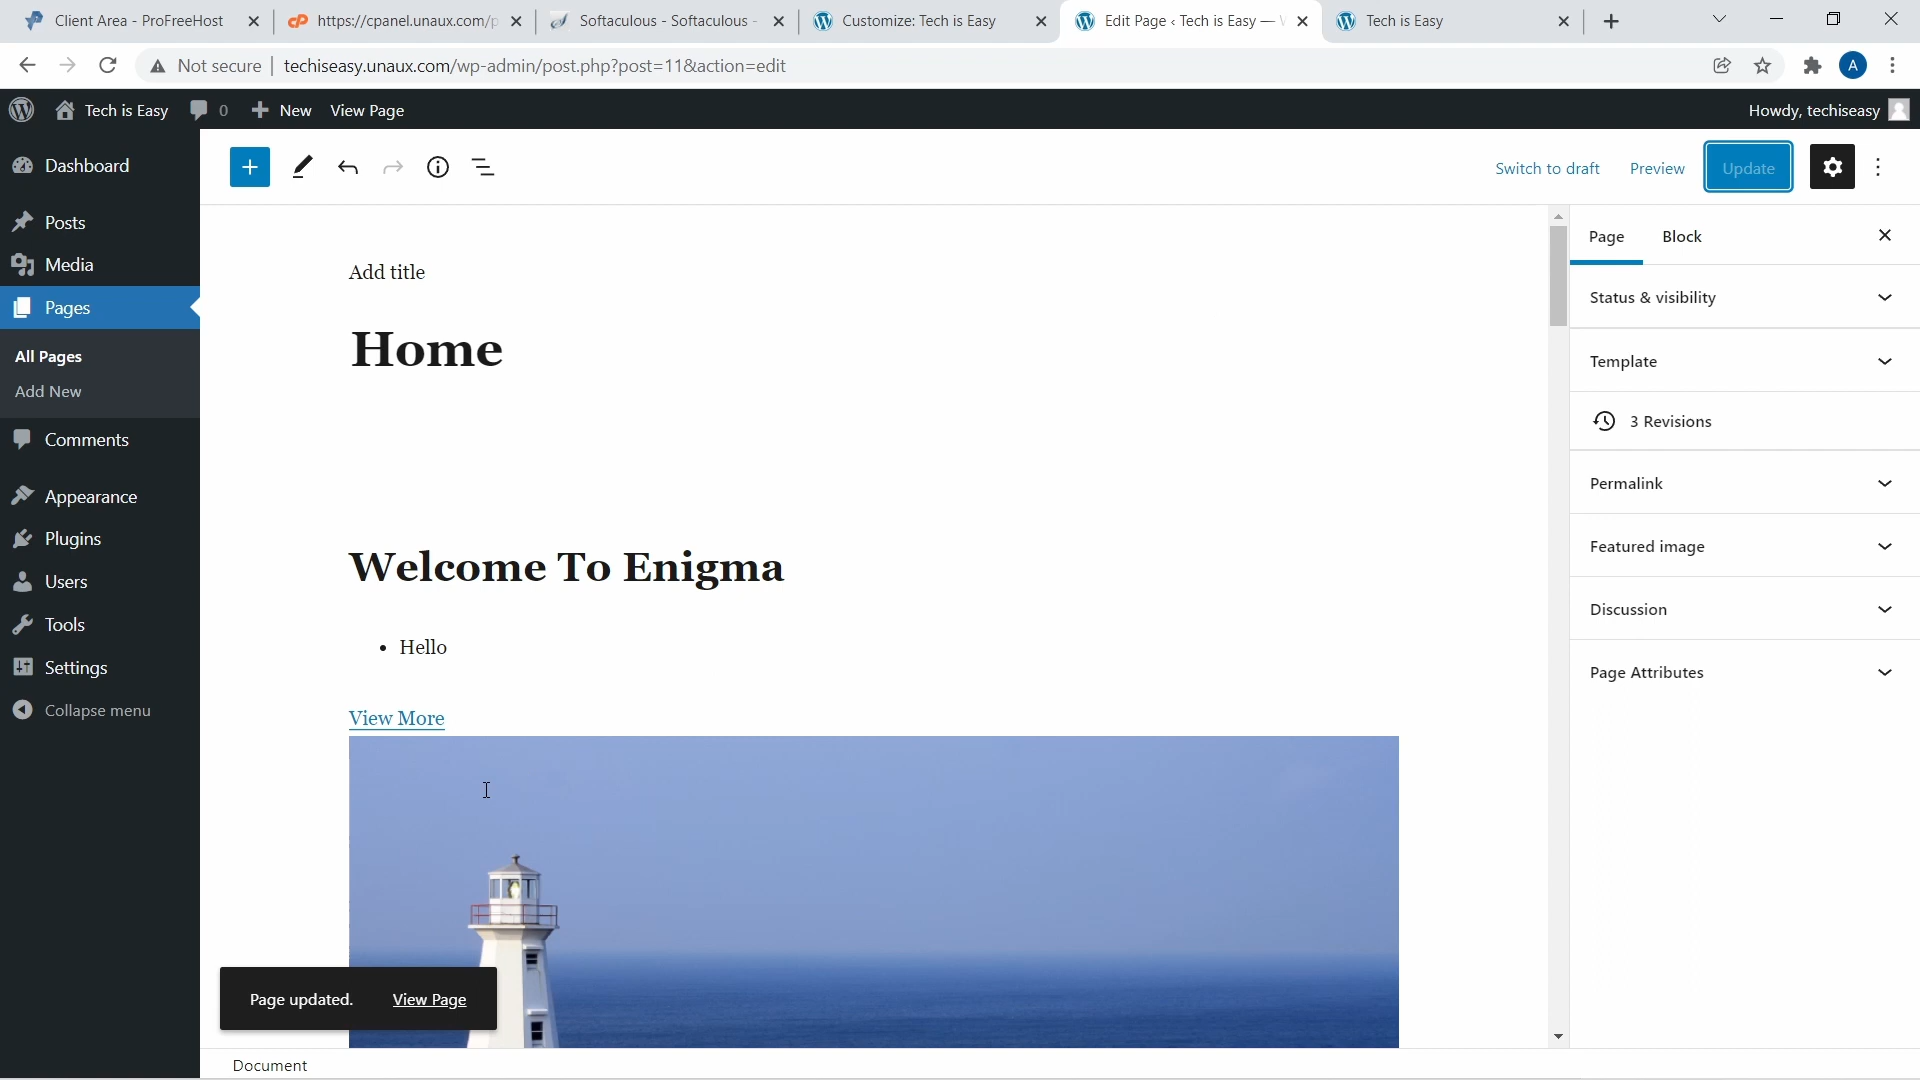 Client Area - ProFreeHost
https://cpanel.unaux.com/p
Softaculous - Softaculous -
Customize: Tech is Easy
Edit Page ‹ Tech is Easy —
Tech is Easy
Not secure
techiseasy.unaux.com/wp-admin/post.php?post=11&action=edit
A
Tech is Easy
0
New
View Page
Howdy, techiseasy
Dashboard
Posts
Media
Pages
All Pages
Add New
Comments
Appearance
Plugins
Users
Tools
Settings
Collapse menu
Switch to draft
Preview
Update
Add title
Home
Welcome To Enigma
• Hello
View More
Page updated.
View Page
Document
Page
Block
Status & visibility
Template
3 Revisions
Permalink
Featured image
Discussion
Page Attributes